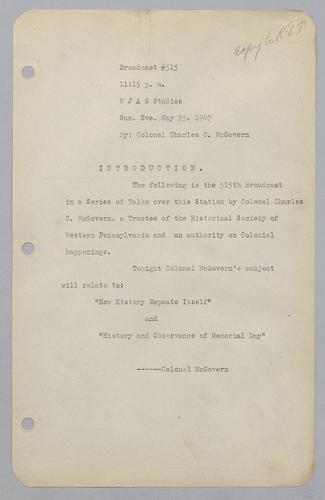 copy to
Broadcast #515
11:15 p. m.
W J A S Studios
Sun. Eve. May 25, 1947
By: Colonel Charles C. McGovern
I N T R O D U C T I O N .
The following is the 515th Broadcast
in a Series of Talks over this Station by Colonel Charles
C. McGovern, a Trustee of the Historical Society of
Western Pennsylvania and an authority on Colonial
happenings.
Tonight Colonel McGovern's subject
will relate to:
"How History Repeats Itself"
and
"History and Observance of Memorial Day"
------Colonel McGovern